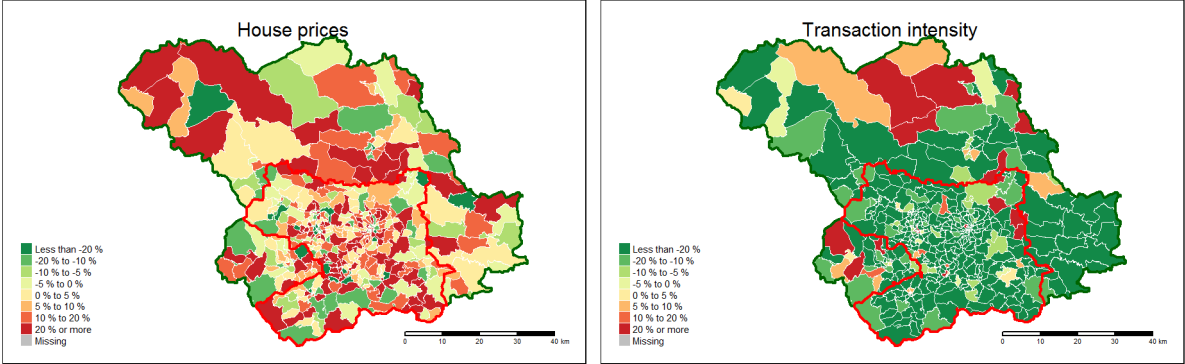 House prices
Less than -20 %
-20 % to -10 %
-10 % to -5 %
-5 % to 0 %
0 % to 5 %
5 % to 10 %
10 % to 20 %
20 % or more
Missing
0 10 20 30 40 km
Transaction intensity
Less than -20 %
-20 % to -10 %
-10 % to -5 %
-5 % to 0 %
0 % to 5 %
5 % to 10 %
10 % to 20 %
20 % or more
Missing
0 10 20 30 40 km